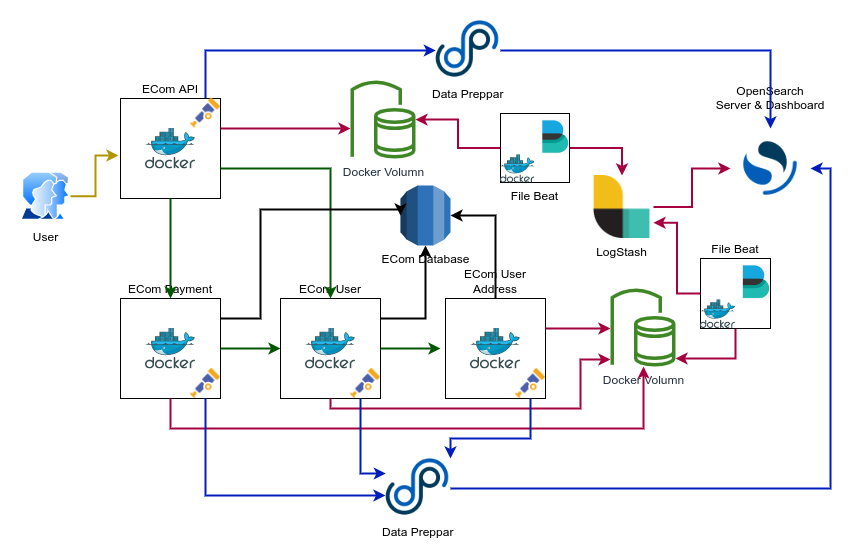 ECom API
Data Preppar
OpenSearch
Server & Dashboard
docker
Docker Volumn
docker
File Beat
User
ECom Database
LogStash
File Beat
ECom Payment
ECom User
ECom User
Address
docker
docker
docker
docker
Docker Volumn
Data Preppar